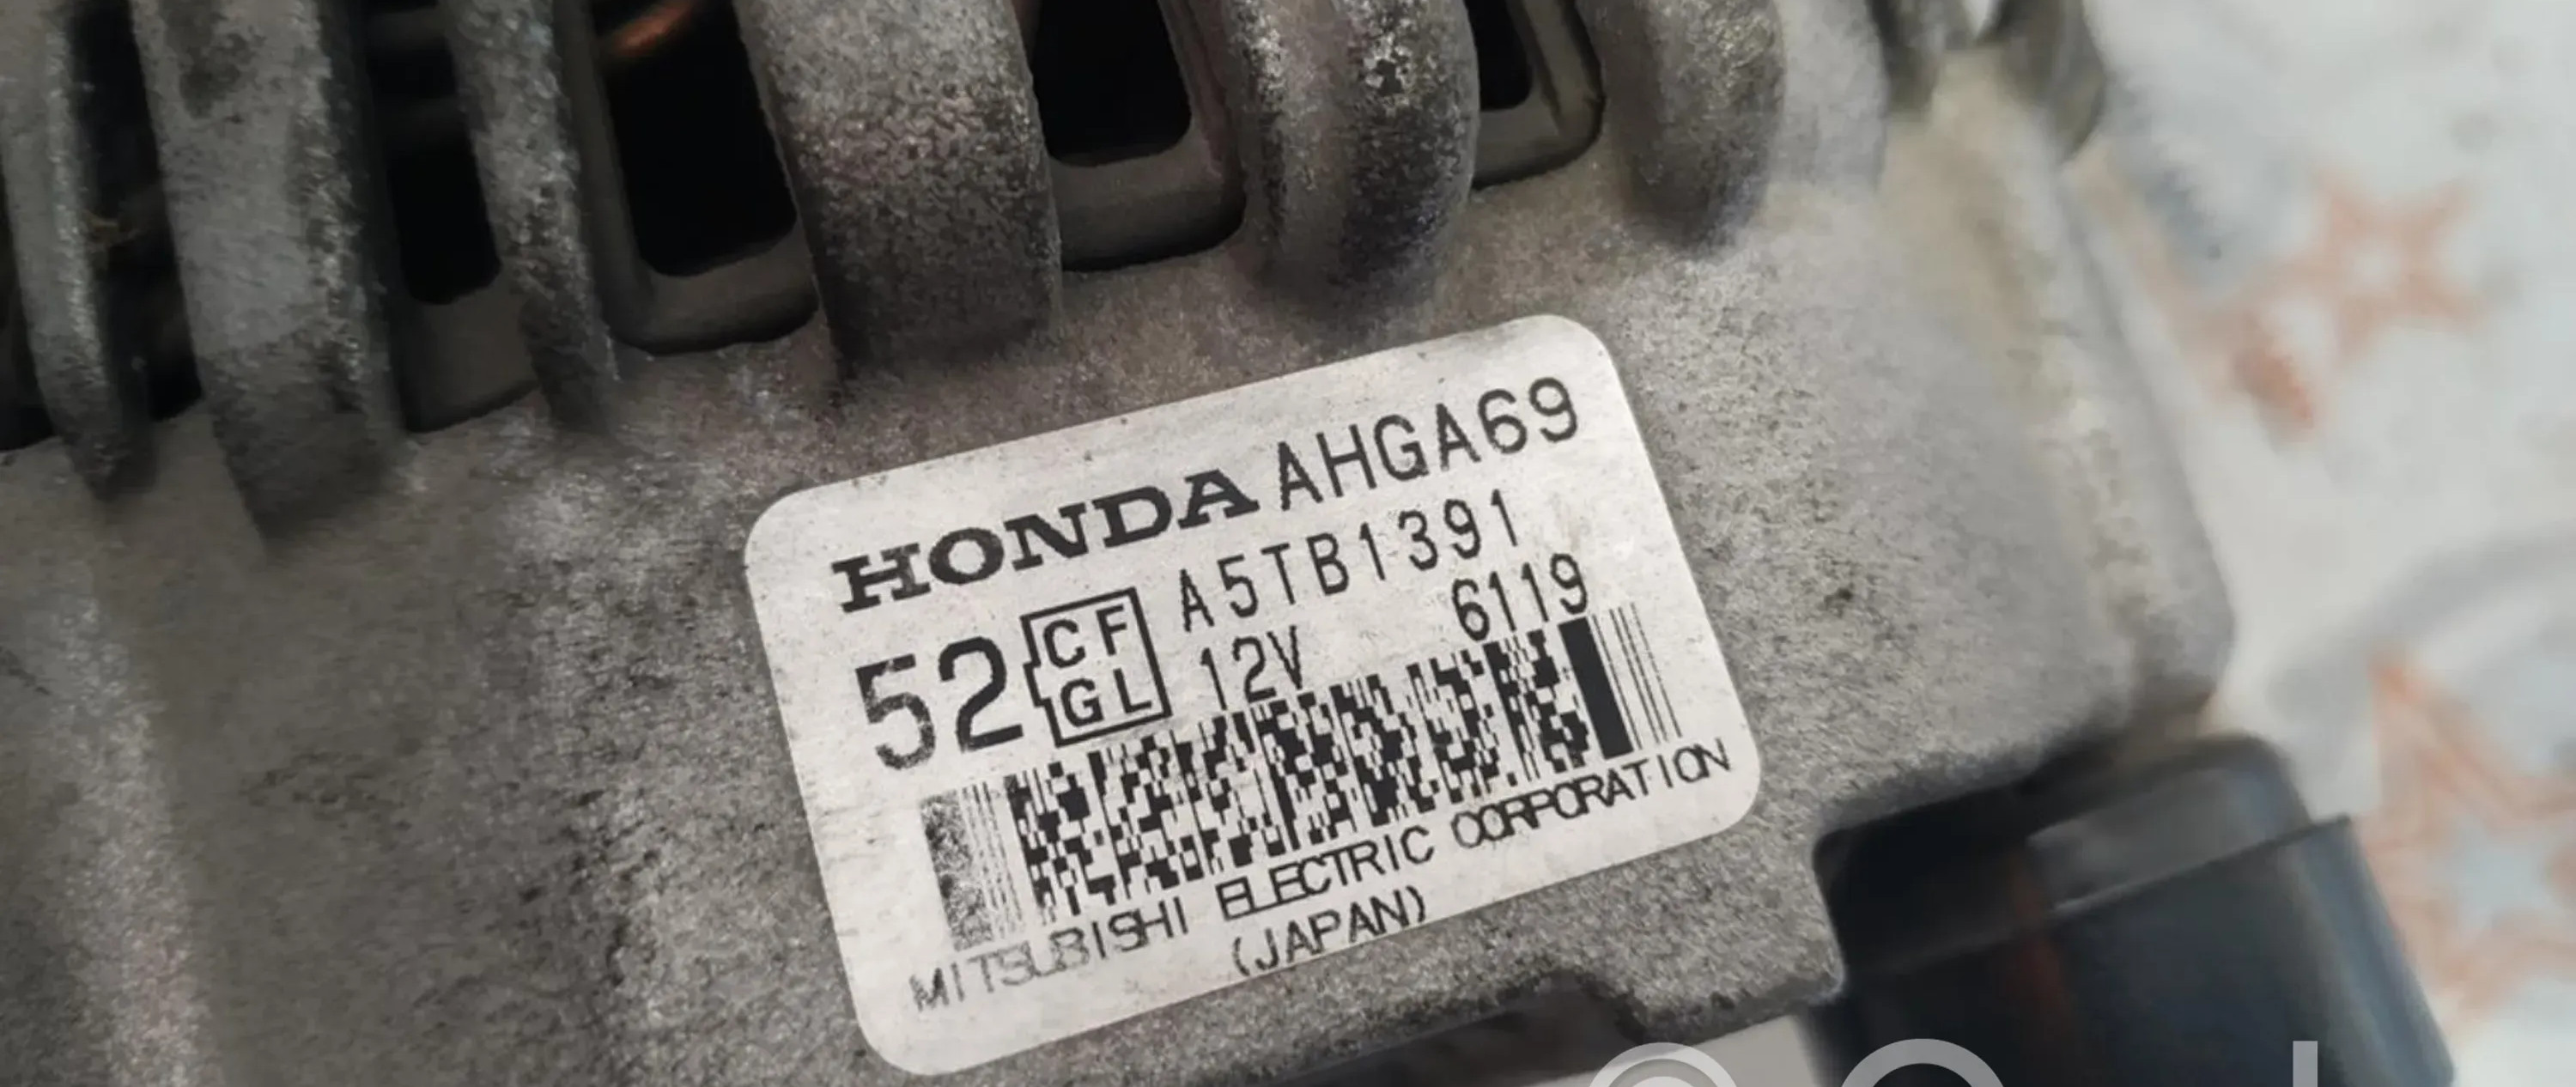 HONDA AHGA69
52 CF GL A5TB1391
12V 6119
MITSUBISHI ELECTRIC CORPORATION
(JAPAN)